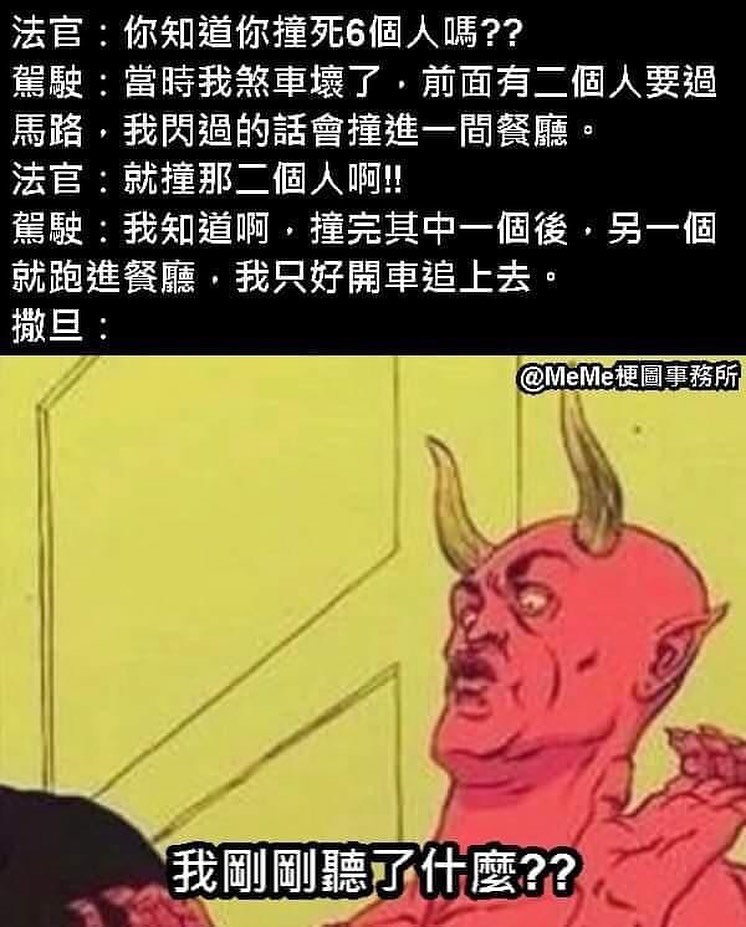 法官：你知道你撞死6個人嗎??
駕駛：當時我煞車壞了，前面有二個人要過
馬路，我閃過的話會撞進一間餐廳。
法官：就撞那二個人啊!!
駕駛：我知道啊，撞完其中一個後，另一個
就跑進餐廳，我只好開車追上去。
撒旦：
@MeMe梗圖事務所
我剛剛聽了什麼??